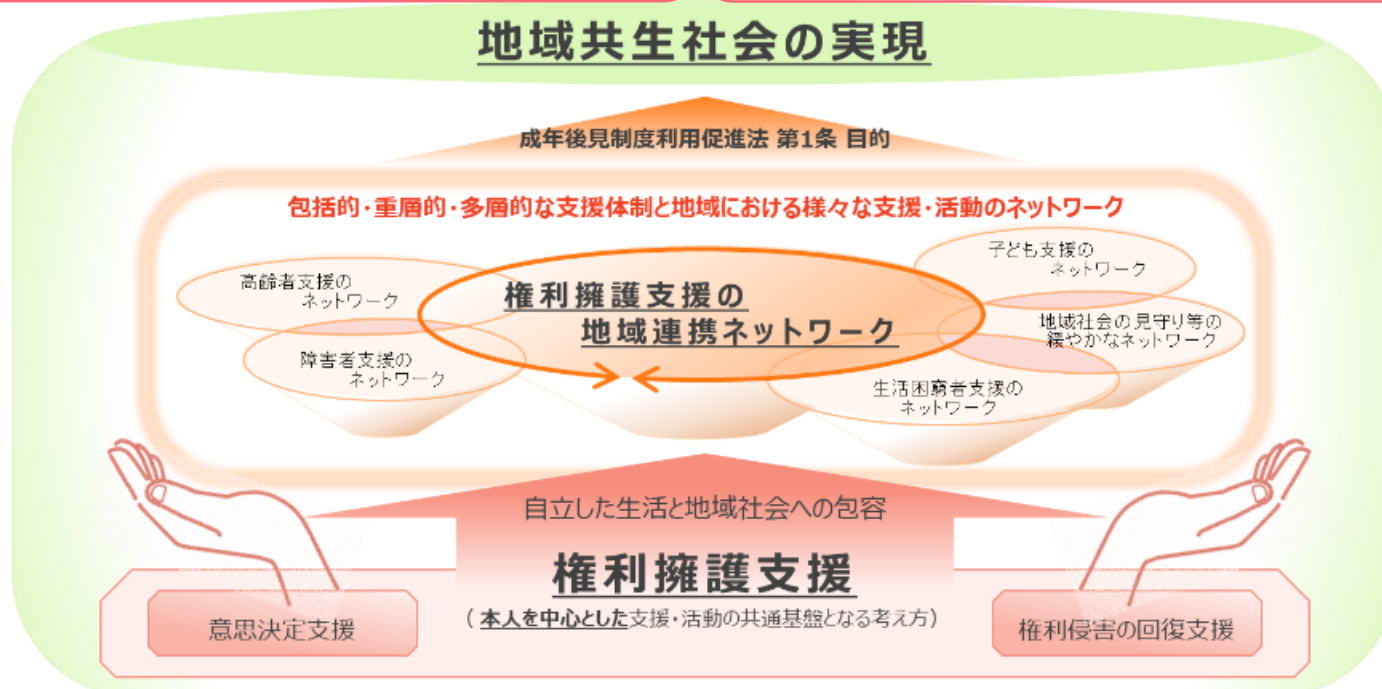 地域共生社会の実現
成年後見制度利用促進法 第1条 目的
包括的・重層的・多層的な支援体制と地域における様々な支援・活動のネットワーク
高齢者支援の
ネットワーク
障害者支援の
ネットワーク
権利擁護支援の
地域連携ネットワーク
子ども支援の
ネットワーク
地域社会の見守り等の
緩やかなネットワーク
生活困窮者支援の
ネットワーク
自立した生活と地域社会への包容
権利擁護支援
(本人を中心とした支援・活動の共通基盤となる考え方)
意思決定支援
権利侵害の回復支援